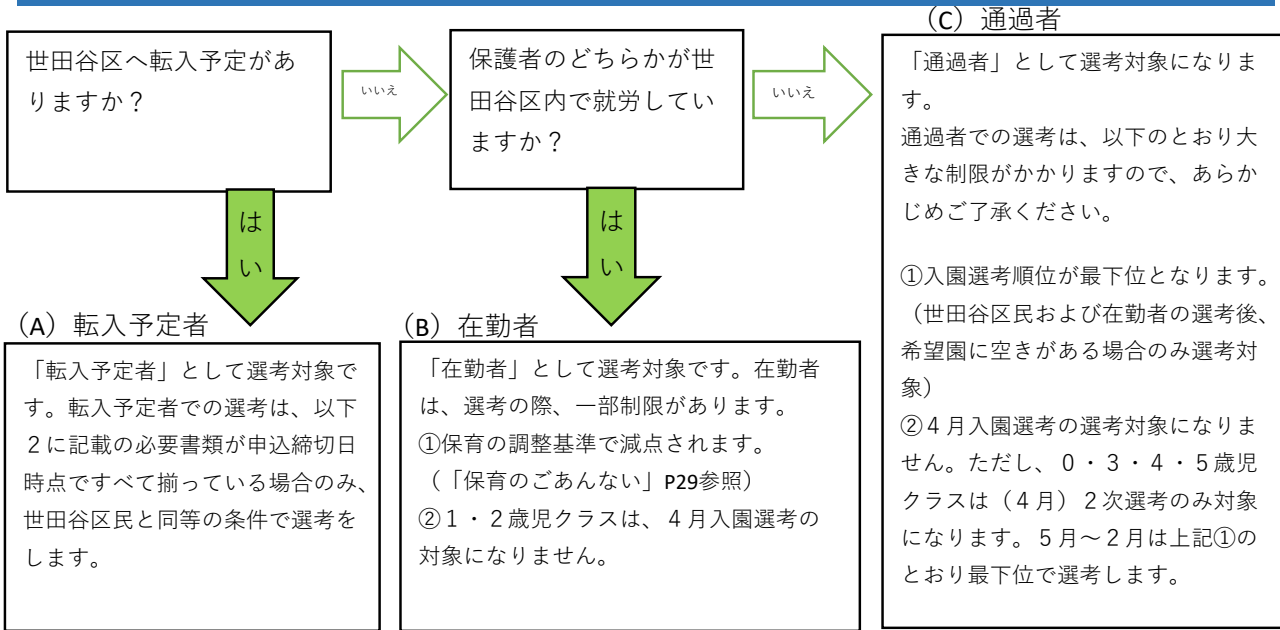 世田谷区へ転入予定があ
りますか？
いいえ
保護者のどちらかが世
田谷区内で就労してい
ますか？
いいえ
はい
はい
（A）転入予定者
「転入予定者」として選考対象で
す。転入予定者での選考は、以下
２に記載の必要書類が申込締切日
時点ですべて揃っている場合のみ、
世田谷区民と同等の条件で選考を
します。
（B）在勤者
「在勤者」として選考対象です。在勤者
は、選考の際、一部制限があります。
①保育の調整基準で減点されます。
（「保育のごあんない」P29参照）
②１・２歳児クラスは、４月入園選考の
対象になりません。
（C）通過者
「通過者」として選考対象になりま
す。
通過者での選考は、以下のとおり大
きな制限がかかりますので、あらか
じめご了承ください。
①入園選考順位が最下位となります。
（世田谷区民および在勤者の選考後、
希望園に空きがある場合のみ選考対
象）
②４月入園選考の選考対象になりま
せん。ただし、０・３・４・５歳児
クラスは（４月）２次選考のみ対象
になります。５月～２月は上記①の
とおり最下位で選考します。